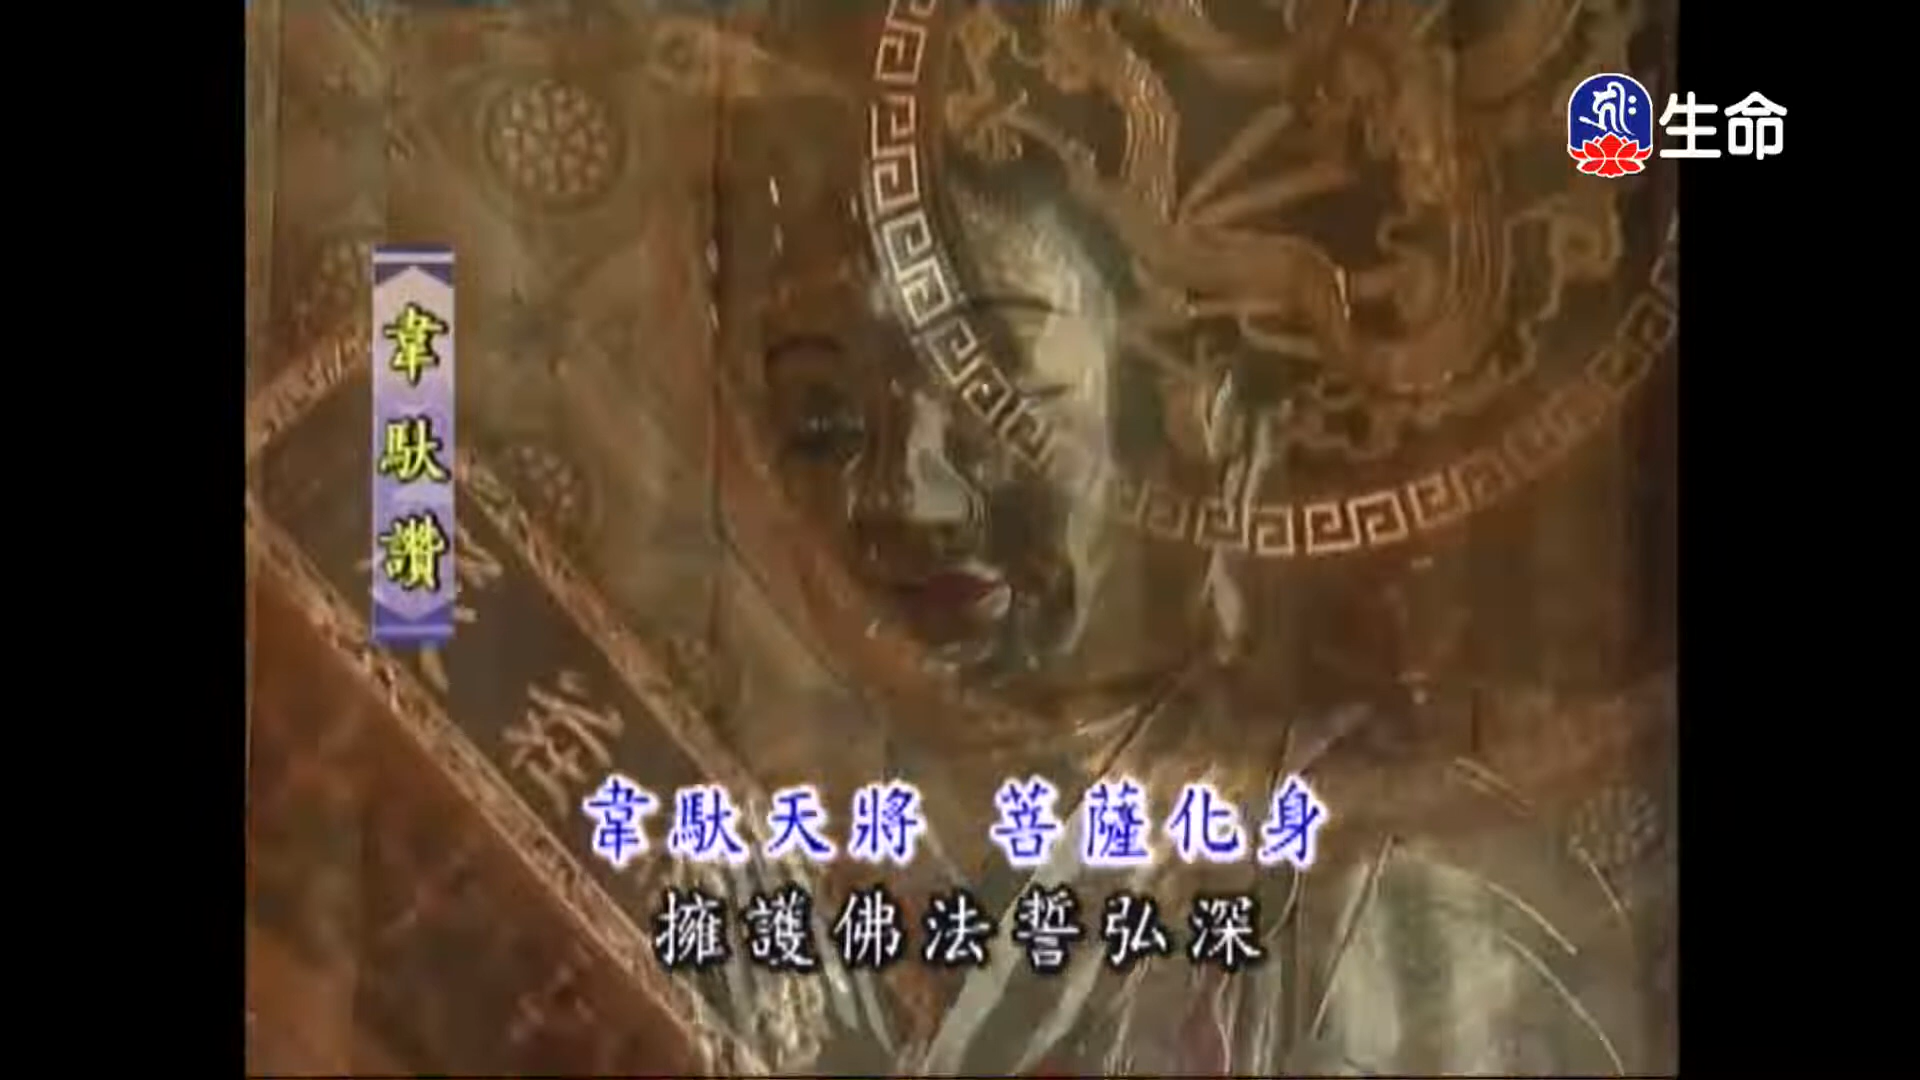 生命
韋馱讚
韋馱天將 菩薩化身
擁護佛法誓弘深